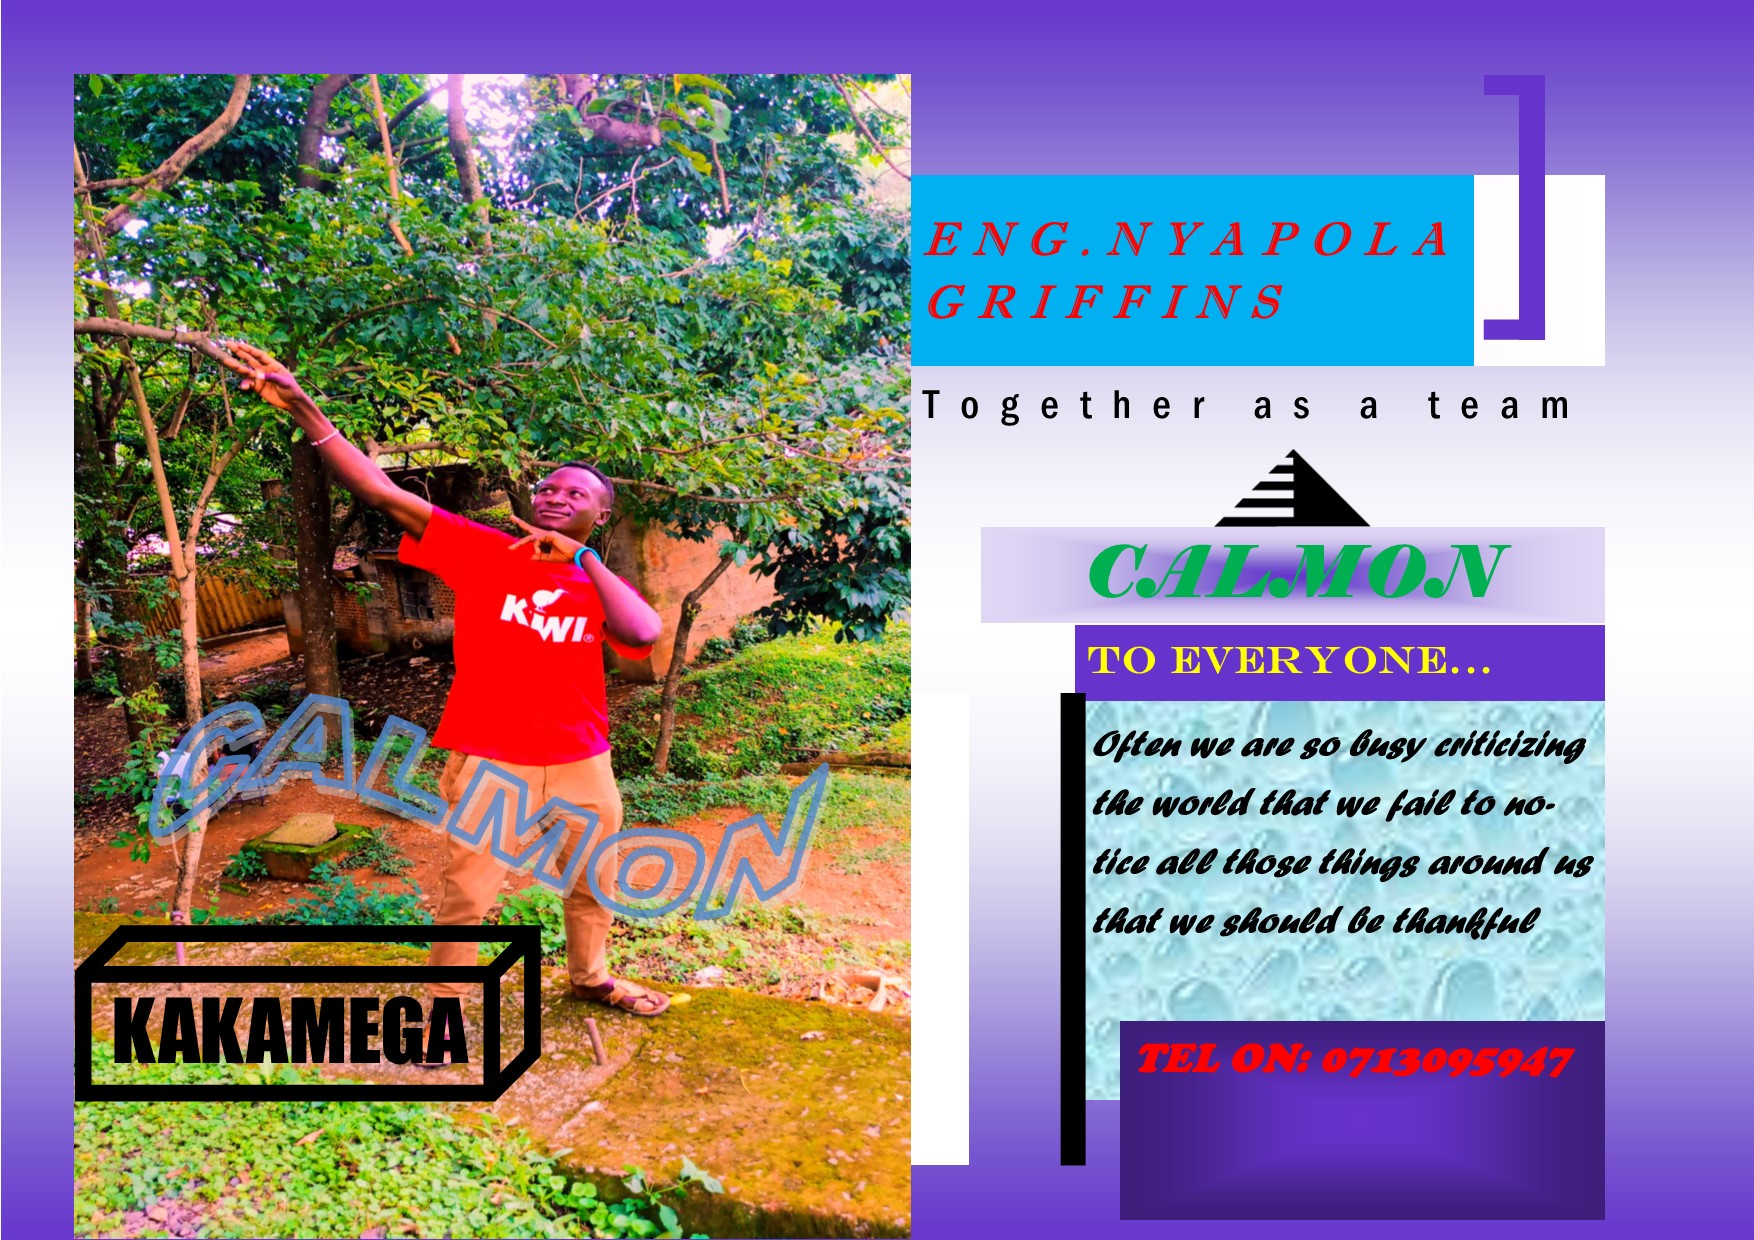 ENG.NYAPOLA
GRIFFINS
Together as a team
CALMON
TO EVERYONE...
Often we are so busy criticizing
the world that we fail to no-
tice all those things around us
that we should be thankful
TEL ON: 0713095947
KIWI®
CALMON
KAKAMEGA